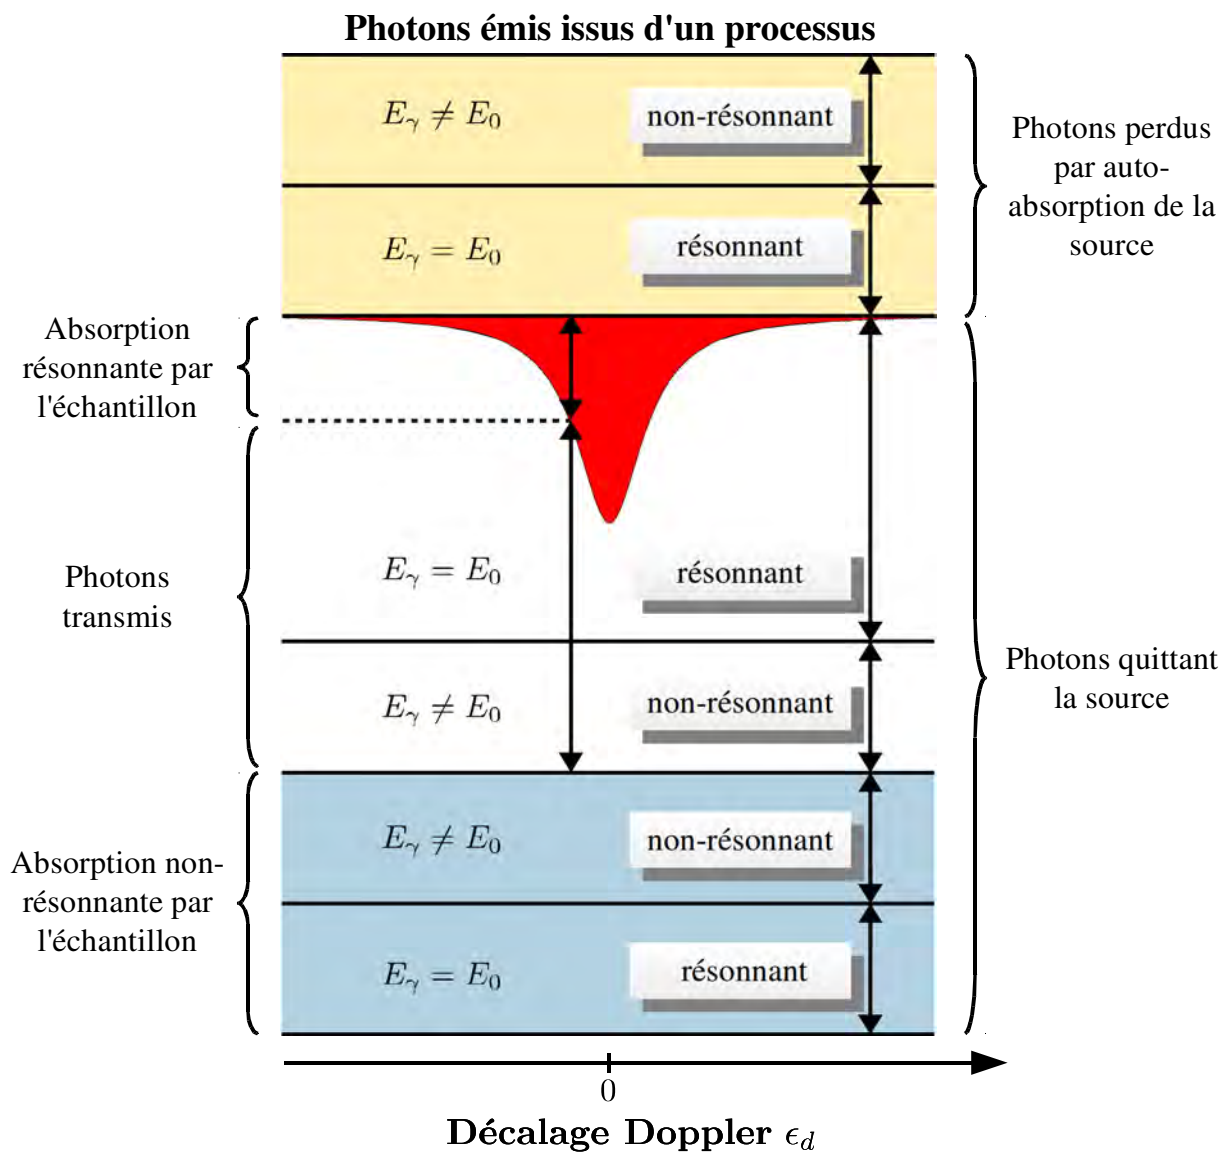 Photons émis issus d'un processus
E_γ ≠ E_0
non-résonnant
Photons perdus
par auto-
absorption de la
source
E_γ = E_0
résonnant
Absorption
résonnante par
l'échantillon
Photons
transmis
E_γ = E_0
résonnant
E_γ ≠ E_0
non-résonnant
Photons quittant
la source
Absorption non-
résonnante par
l'échantillon
E_γ ≠ E_0
non-résonnant
E_γ = E_0
résonnant
0
Décalage Doppler ϵ_d